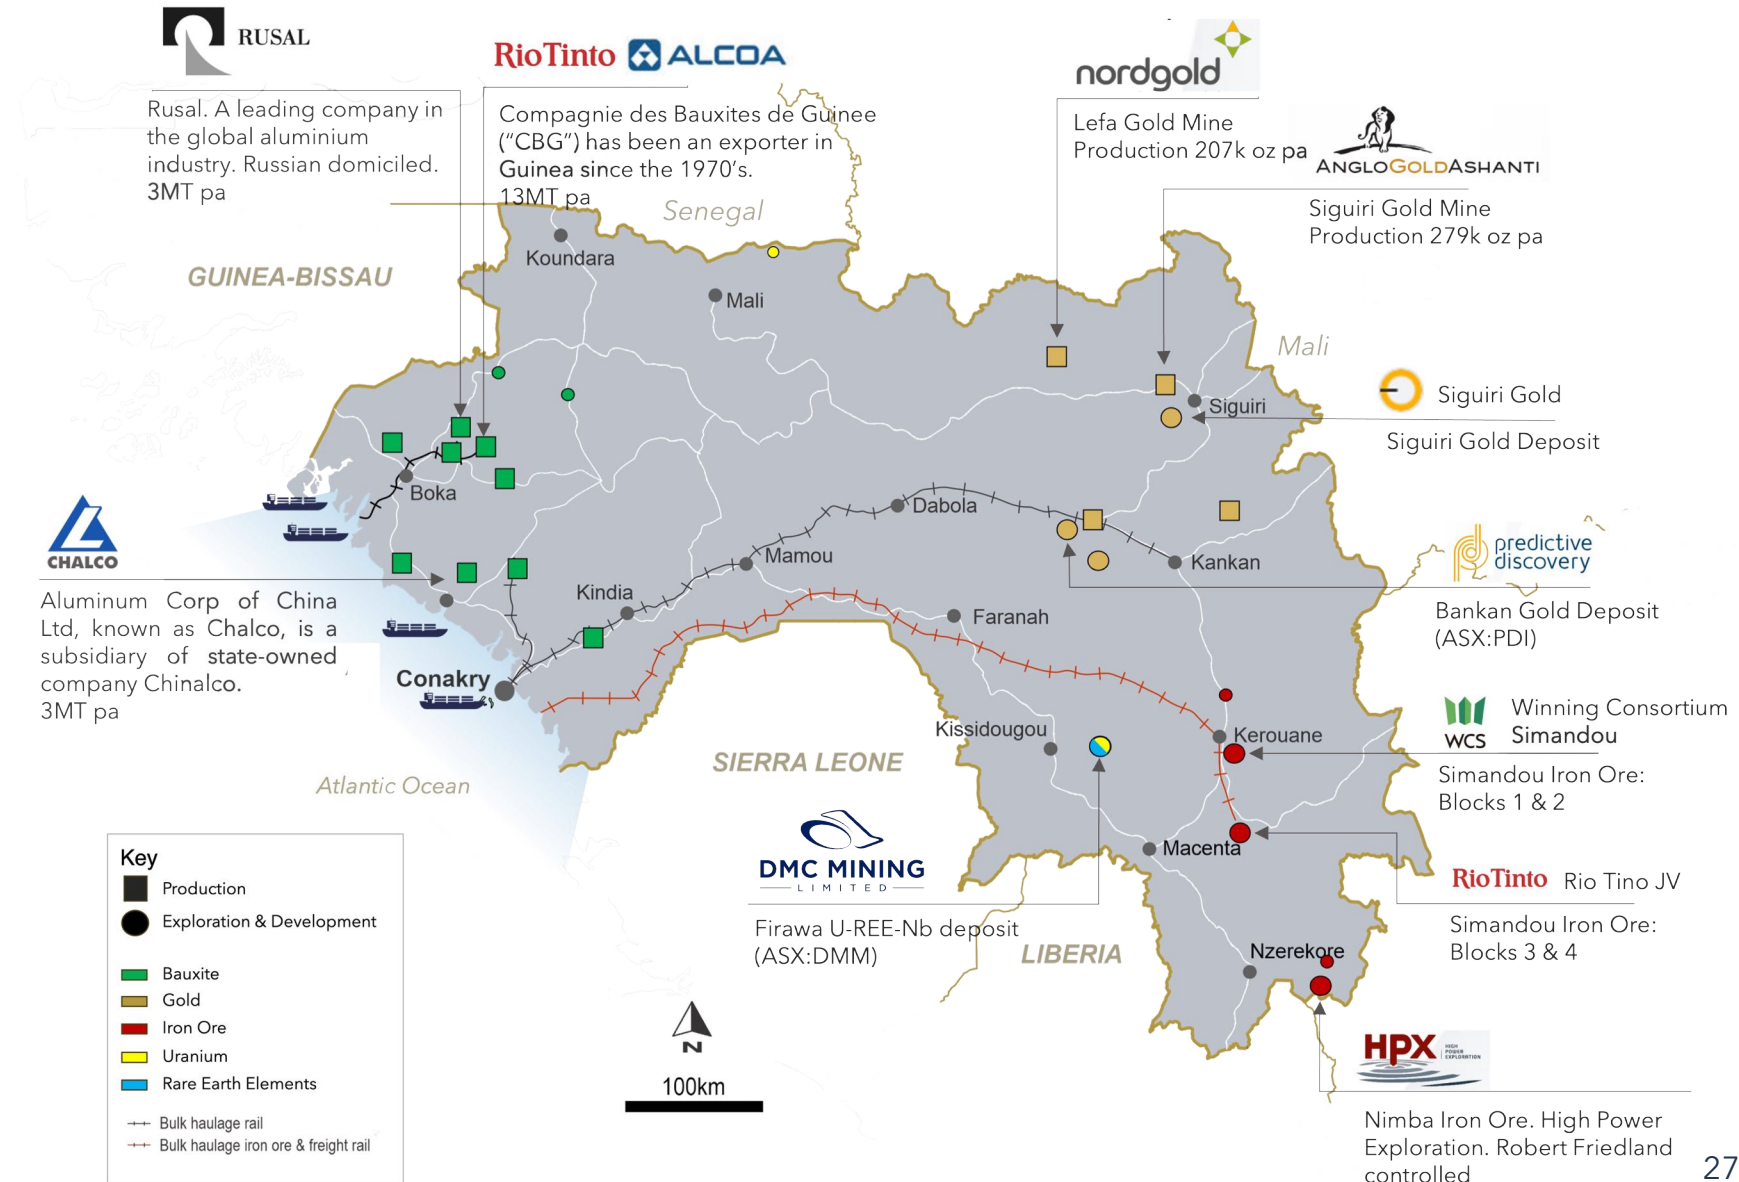 RUSAL
Rusal. A leading company in
the global aluminium
industry. Russian domiciled.
3MT pa
RioTinto ALCOA
Compagnie des Bauxites de Guinee
("CBG") has been an exporter in
Guinea since the 1970's.
13MT pa
nordgold
Lefa Gold Mine
Production 207k oz pa
ANGLOGOLDASHANTI
Siguiri Gold Mine
Production 279k oz pa
Senegal
GUINEA-BISSAU
Koundara
Mali
Mali
Siguiri
Siguiri Gold
Siguiri Gold Deposit
Boka
Dabola
Mamou
Kankan
Kindia
Faranah
predictive
discovery
Bankan Gold Deposit
(ASX:PDI)
CHALCO
Aluminum Corp of China
Ltd, known as Chalco, is a
subsidiary of state-owned
company Chinalco.
3MT pa
Conakry
Kissidougou
Kerouane
WCS
Winning Consortium
Simandou
Simandou Iron Ore:
Blocks 1 & 2
SIERRA LEONE
Atlantic Ocean
DMC MINING
LIMITED
Firawa U-REE-Nb deposit
(ASX:DMM)
Macenta
RioTinto Rio Tino JV
Simandou Iron Ore:
Blocks 3 & 4
LIBERIA
Nzerekore
HPX
HIGH
POWER
EXPLORATION
Nimba Iron Ore. High Power
Exploration. Robert Friedland
controlled
Key
Production
Exploration & Development
Bauxite
Gold
Iron Ore
Uranium
Rare Earth Elements
Bulk haulage rail
Bulk haulage iron ore & freight rail
N
100km
27